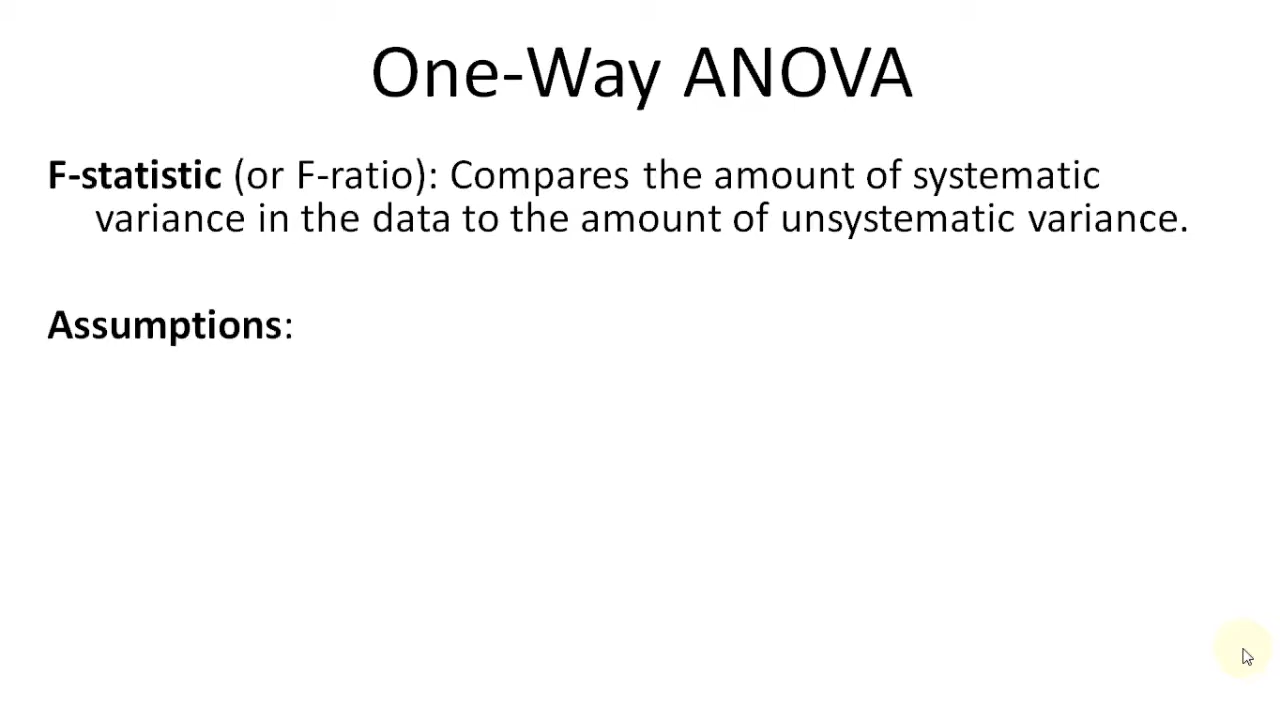 One-Way ANOVA
F-statistic (or F-ratio): Compares the amount of systematic
variance in the data to the amount of unsystematic variance.
Assumptions: